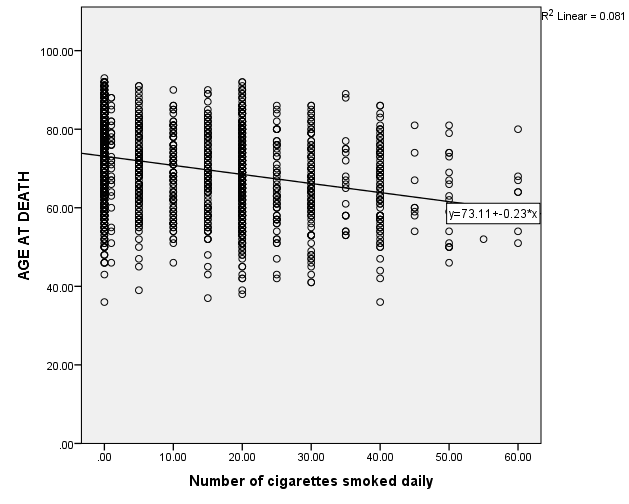 R² Linear = 0.081
AGE AT DEATH
100.00
80.00
60.00
40.00
20.00
.00
y=73.11+-0.23*x
.00 10.00 20.00 30.00 40.00 50.00 60.00
Number of cigarettes smoked daily